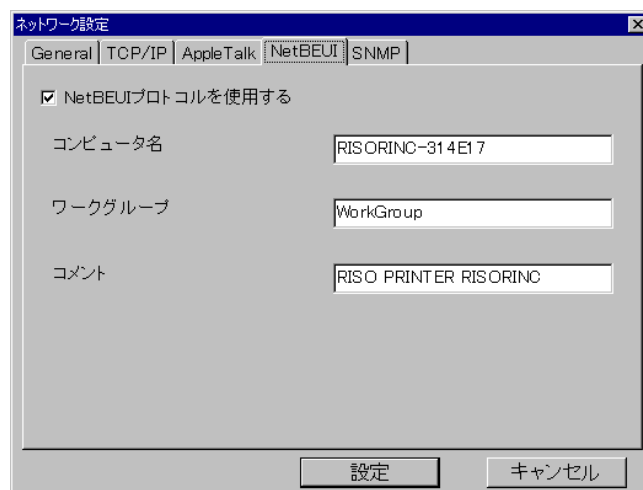 ネットワーク設定
General TCP/IP AppleTalk NetBEUI SNMP
NetBEUIプロトコルを使用する
コンピュータ名 RISORINC-314E17
ワークグループ WorkGroup
コメント RISO PRINTER RISORINC
設定 キャンセル